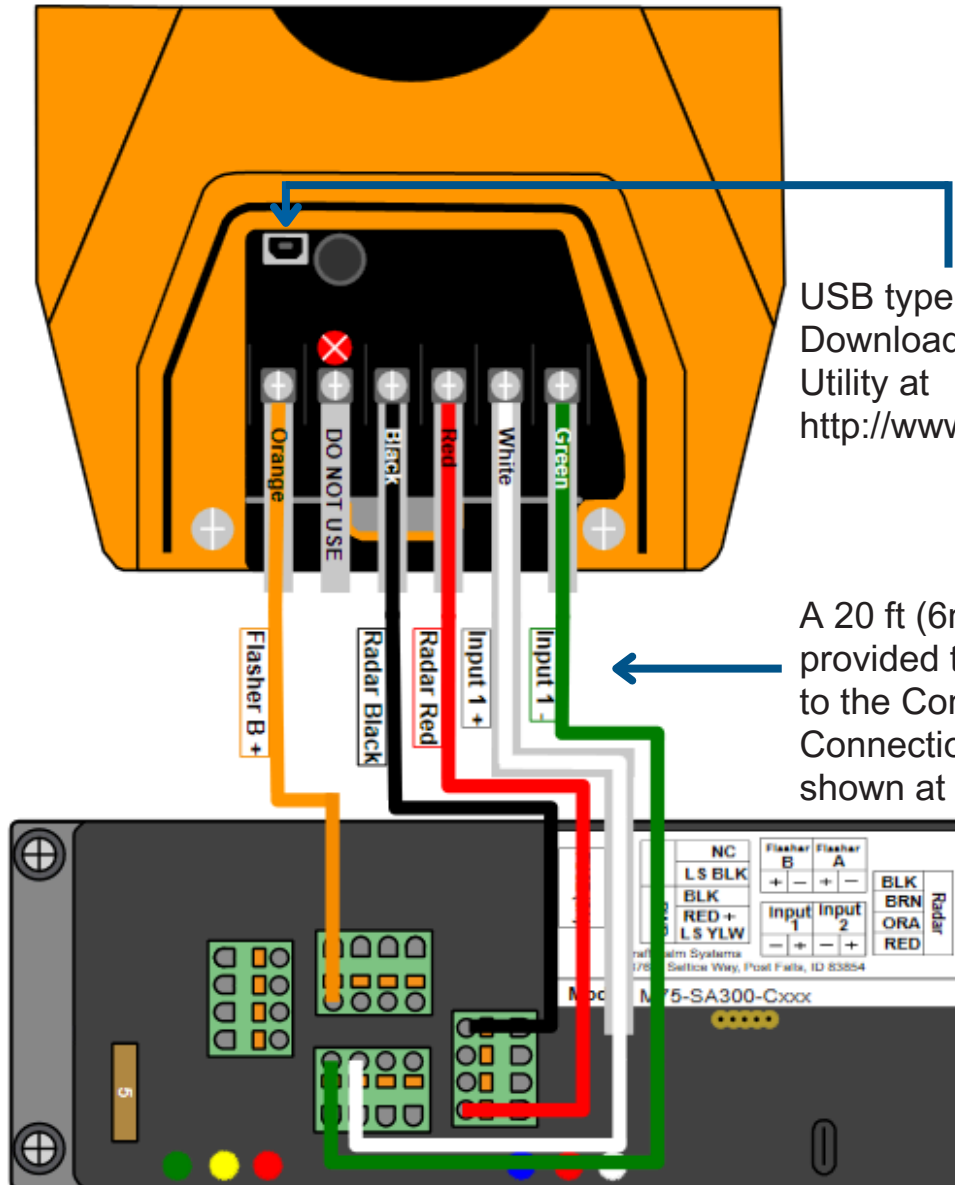 USB type
Download
Utility at
http://www
Orange
DO NOT USE
Black
Red
White
Green
Flasher B +
Radar Black
Radar Red
Input 1 +
Input 1 -
A 20 ft (6
provided
to the
Connectio
shown at
NC
LS BLK
BLK
RED +
LS YLW
Flasher B
Flasher A
+ - + -
Input 1
Input 2
- + - +
BLK
BRN
ORA
RED
Radar
Systems
Seltice Way, Post Falls, ID 83854
M75-SA300-Cxxx
5